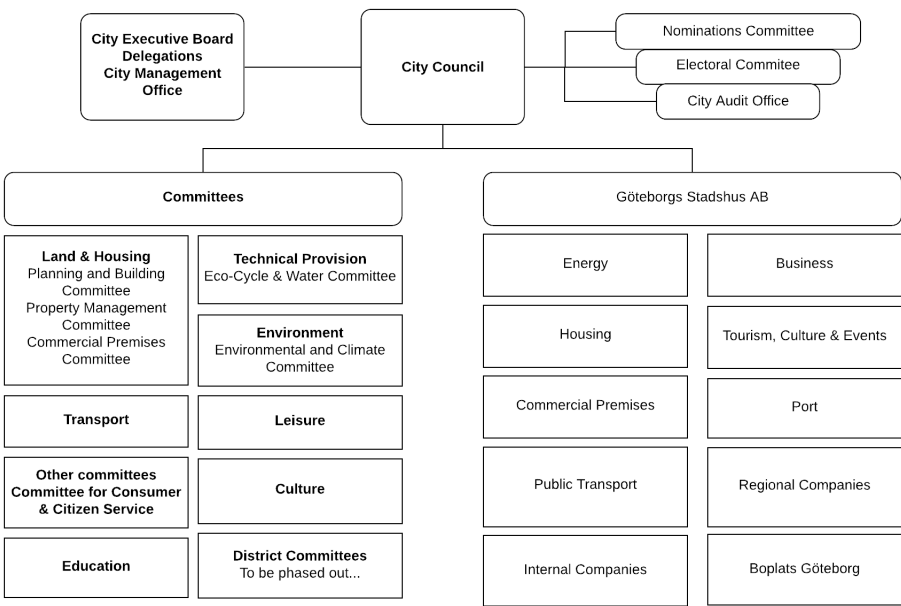 City Executive Board
Delegations
City Management
Office
City Council
Nominations Committee
Electoral Commitee
City Audit Office
Committees
Göteborgs Stadshus AB
Land & Housing
Planning and Building
Committee
Property Management
Committee
Commercial Premises
Committee
Technical Provision
Eco-Cycle & Water Committee
Environment
Environmental and Climate
Committee
Transport
Leisure
Other committees
Committee for Consumer
& Citizen Service
Culture
Education
District Committees
To be phased out...
Energy
Business
Housing
Tourism, Culture & Events
Commercial Premises
Port
Public Transport
Regional Companies
Internal Companies
Boplats Göteborg